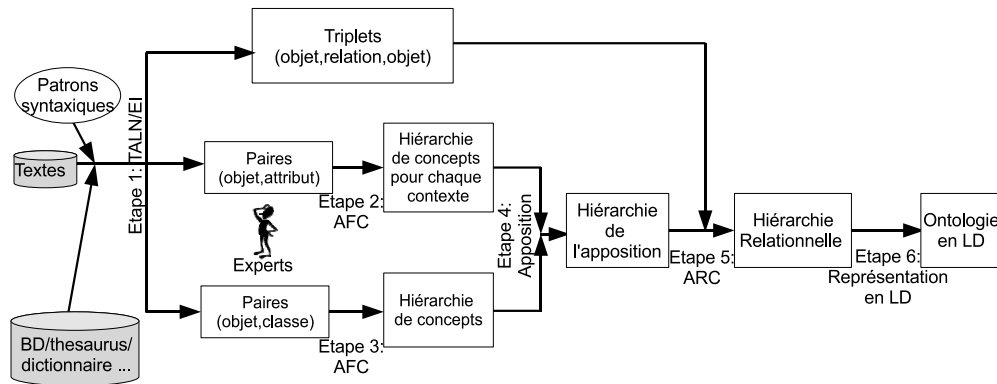 Triplets
(objet,relation,objet)
Patrons
syntaxiques
Textes
Etape 1: TALN/EI
Paires
(objet,attribut)
Etape 2:
AFC
Hiérarchie
de concepts
pour chaque
contexte
Experts
Etape 4:
Apposition
Hiérarchie
de
l'apposition
Etape 5:
ARC
Hiérarchie
Relationnelle
Etape 6:
Représentation
en LD
Ontologie
en LD
BD/thesaurus/
dictionnaire ...
Paires
(objet,classe)
Etape 3:
AFC
Hiérarchie
de concepts